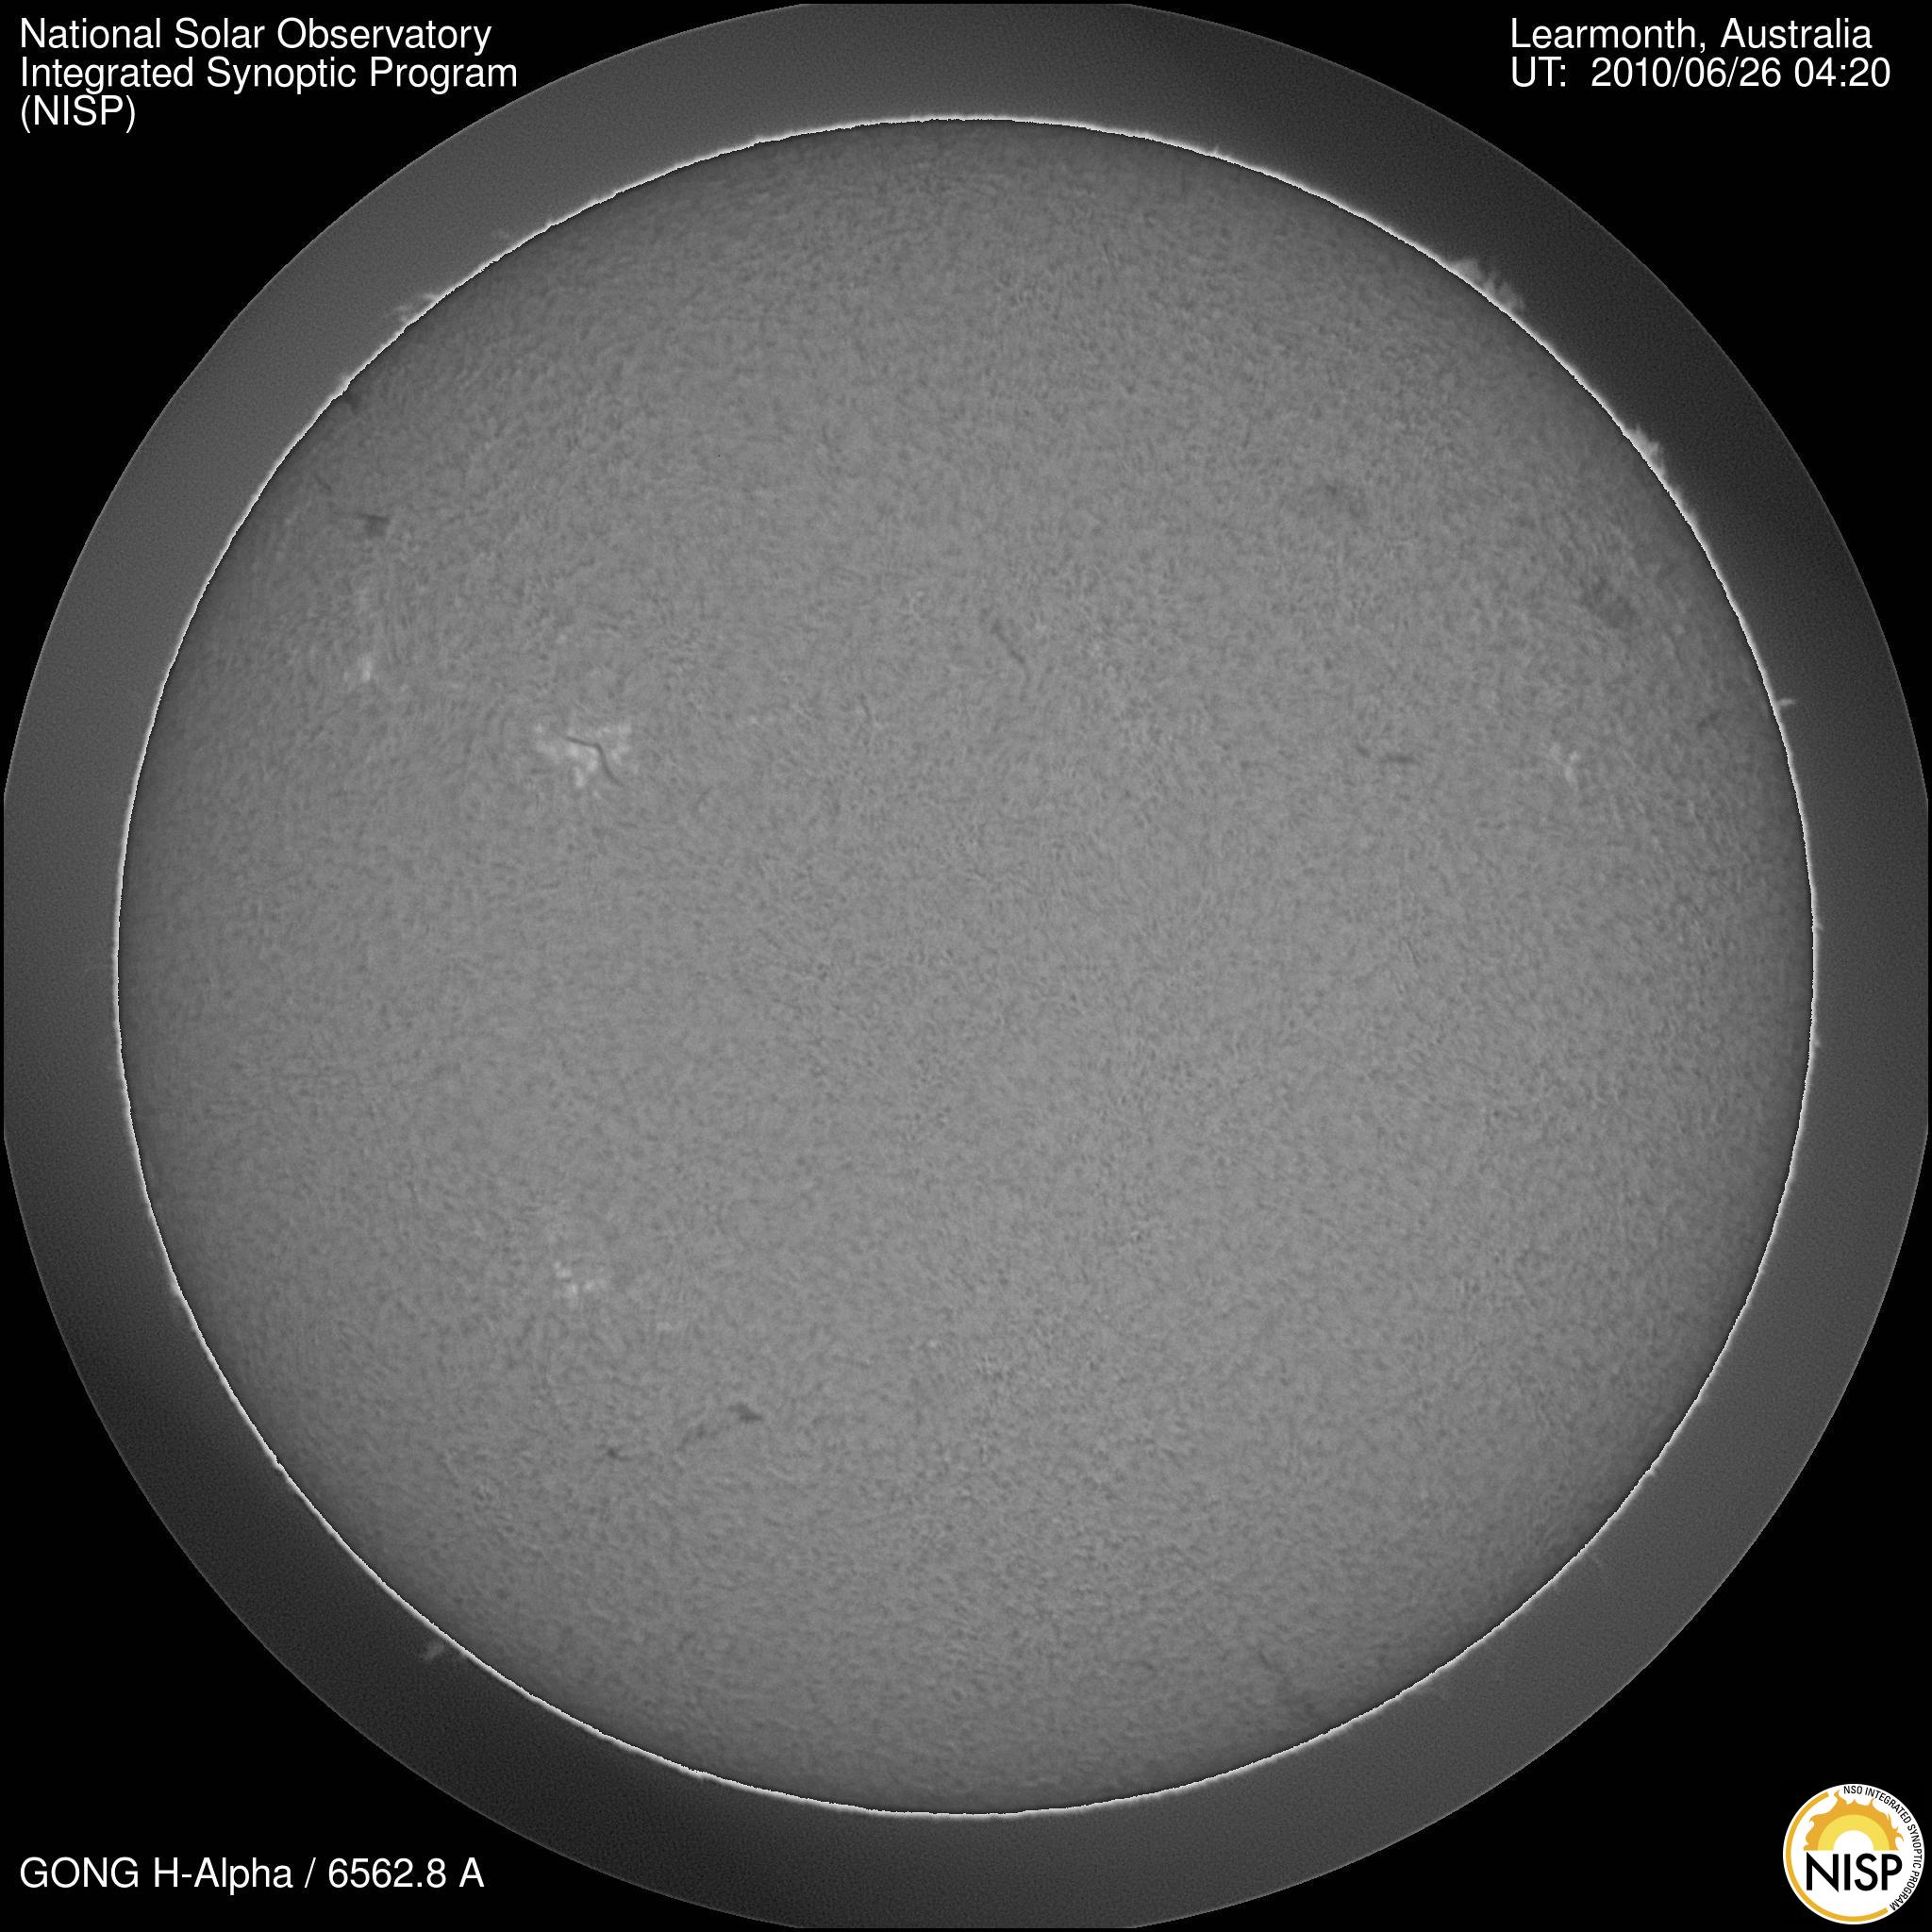 National Solar Observatory
Integrated Synoptic Program
(NISP)
Learmonth, Australia
UT: 2010/06/26 04:20
GONG H-Alpha / 6562.8 A
NSO INTEGRATED SYNOPTIC PROGRAM
NISP